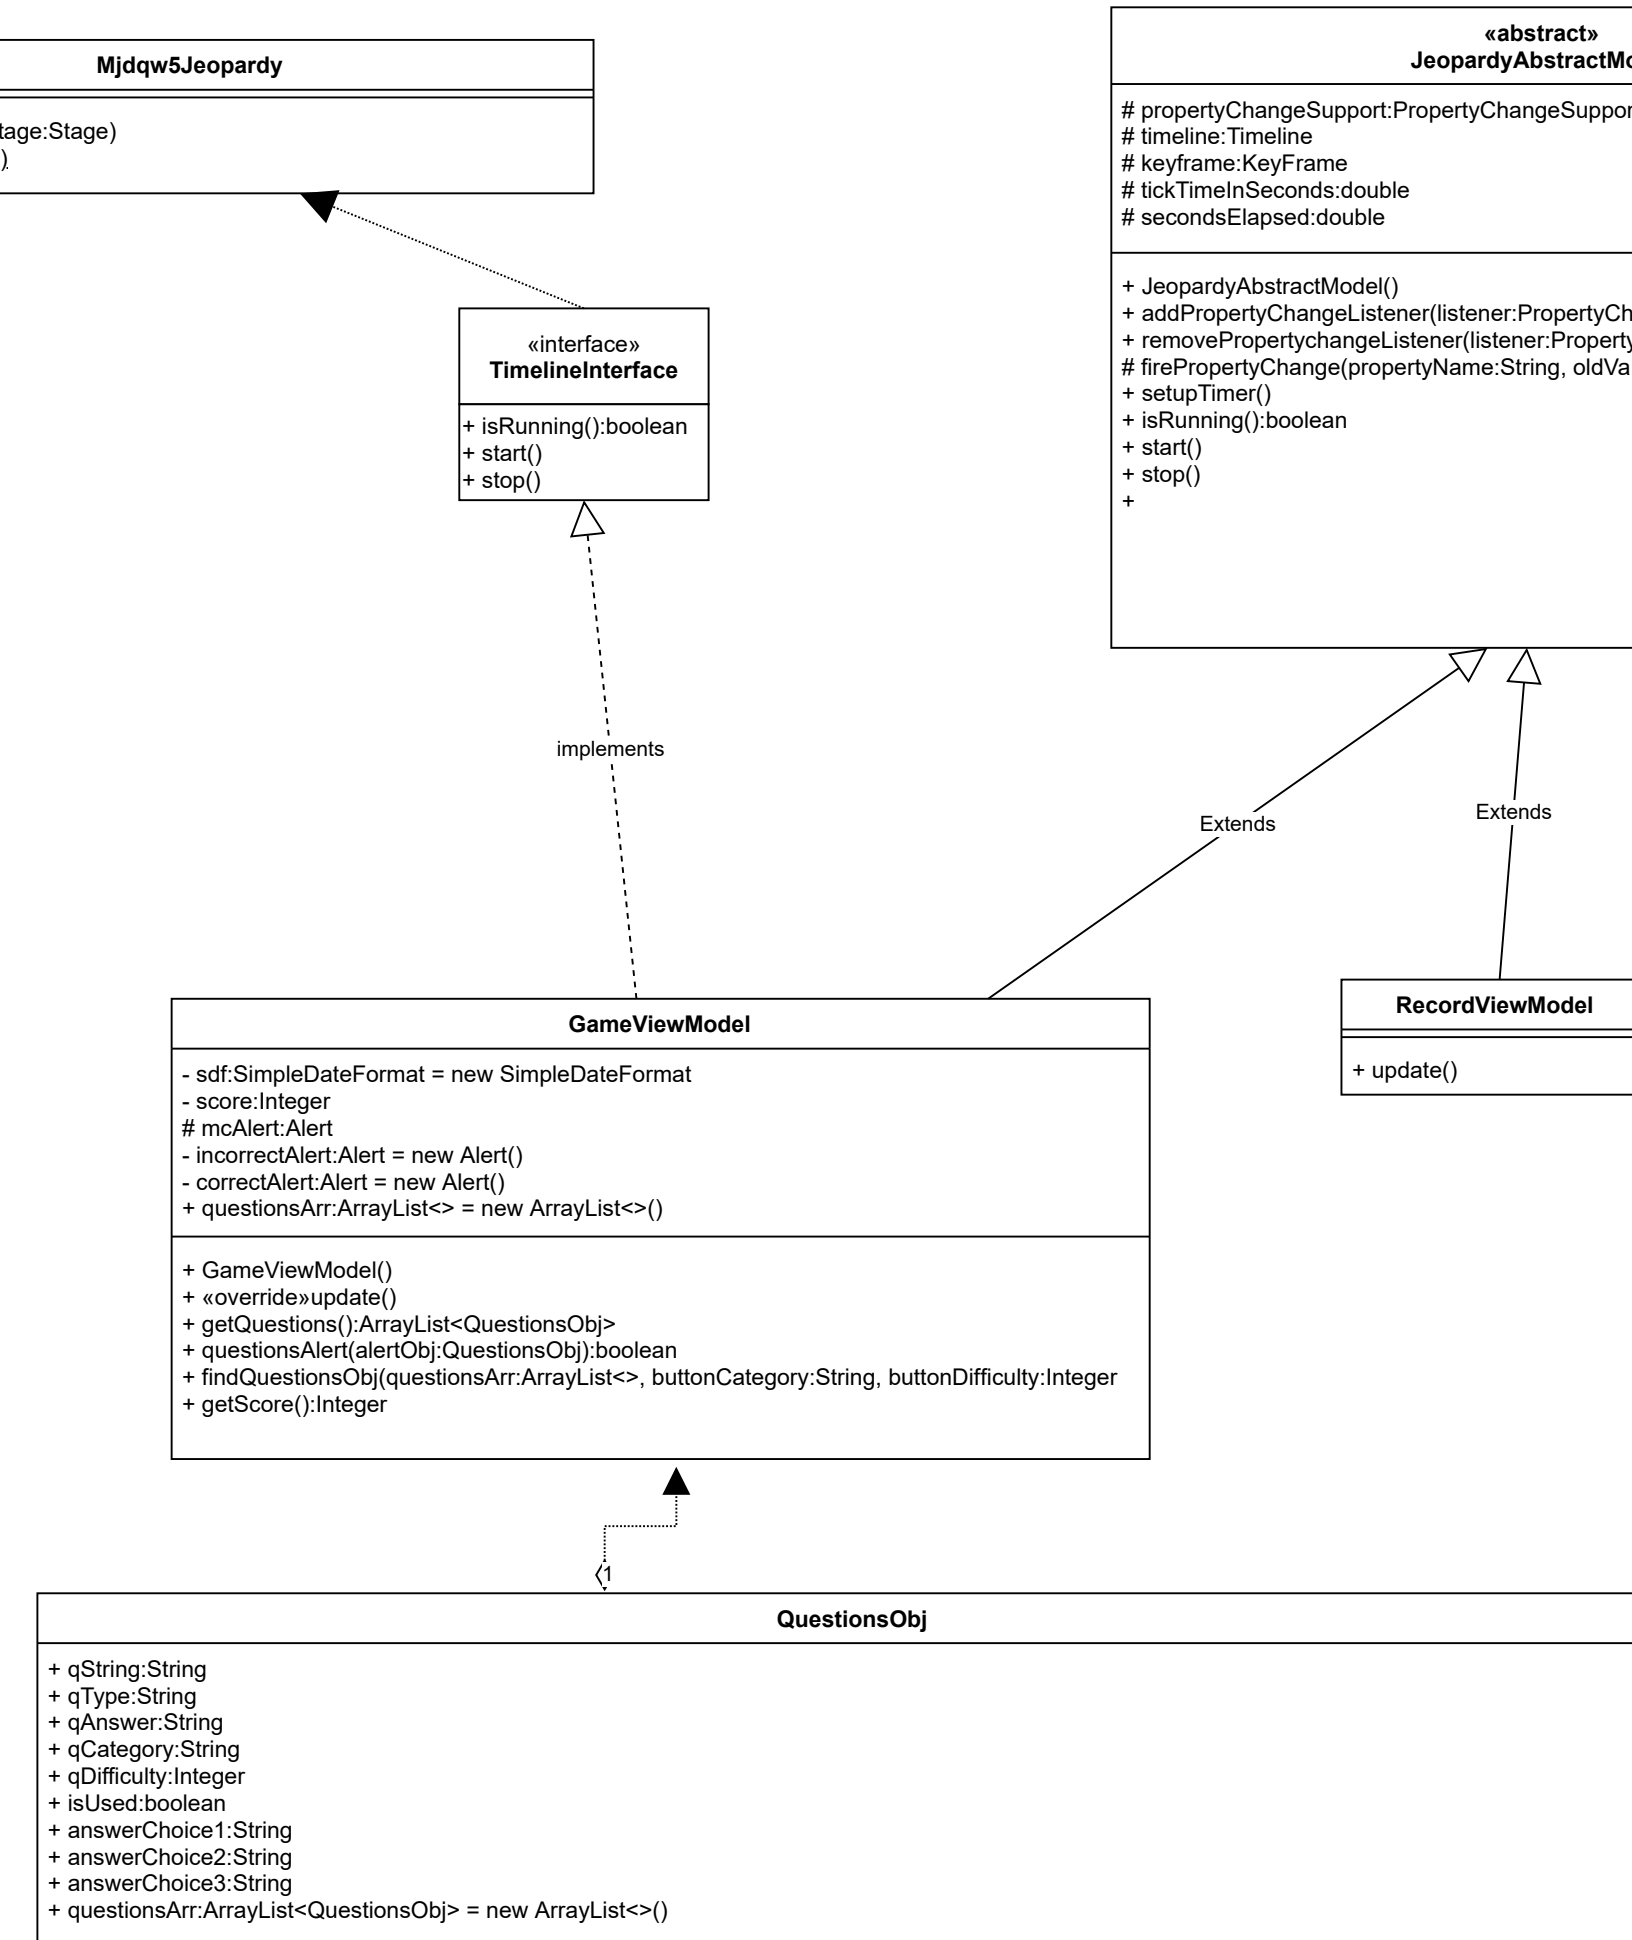 Mjdqw5Jeopardy
tage:Stage)
)
«interface»
TimelineInterface
+ isRunning():boolean
+ start()
+ stop()
«abstract»
JeopardyAbstractMo
# propertyChangeSupport:PropertyChangeSuppor
# timeline:Timeline
# keyframe:KeyFrame
# tickTimeInSeconds:double
# secondsElapsed:double
+ JeopardyAbstractModel()
+ addPropertyChangeListener(listener:PropertyCh
+ removePropertychangeListener(listener:Property
# firePropertyChange(propertyName:String, oldVa
+ setupTimer()
+ isRunning():boolean
+ start()
+ stop()
+
implements
Extends
Extends
GameViewModel
- sdf:SimpleDateFormat = new SimpleDateFormat
- score:Integer
# mcAlert:Alert
- incorrectAlert:Alert = new Alert()
- correctAlert:Alert = new Alert()
+ questionsArr:ArrayList<> = new ArrayList<>()
+ GameViewModel()
+ «override»update()
+ getQuestions():ArrayList<QuestionsObj>
+ questionsAlert(alertObj:QuestionsObj):boolean
+ findQuestionsObj(questionsArr:ArrayList<>, buttonCategory:String, buttonDifficulty:Integer
+ getScore():Integer
RecordViewModel
+ update()
1
QuestionsObj
+ qString:String
+ qType:String
+ qAnswer:String
+ qCategory:String
+ qDifficulty:Integer
+ isUsed:boolean
+ answerChoice1:String
+ answerChoice2:String
+ answerChoice3:String
+ questionsArr:ArrayList<QuestionsObj> = new ArrayList<>()